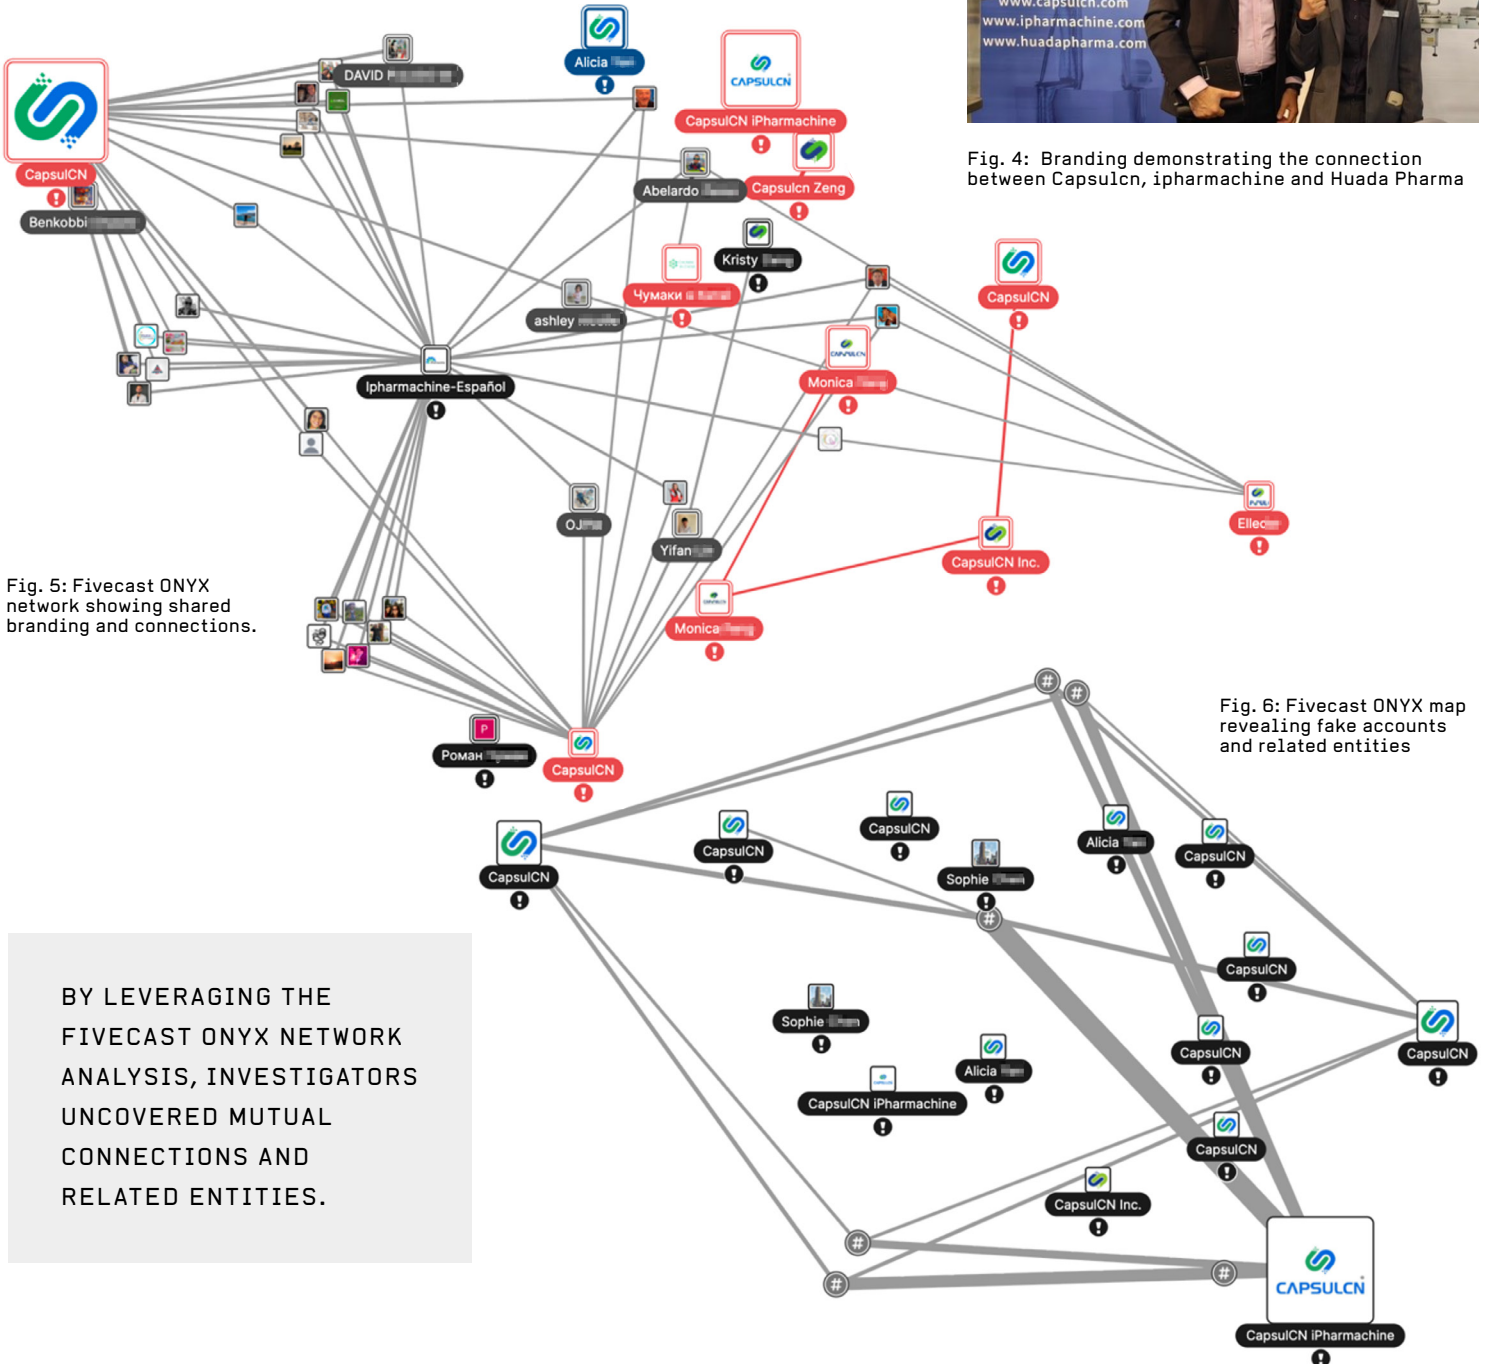 www.capsulcn.com
www.ipharmachine.com
www.huadapharma.com
Fig. 4: Branding demonstrating the connection
between Capsulcn, ipharmachine and Huada Pharma
DAVID
Alicia
CAPSULCN
CapsulCN iPharmachine
CapsulCN
Benkobbi
Abelardo
Capsulcn Zeng
Kristy
Чумаки
ashley
CapsulCN
CAPSULCN
Monica
Ipharmachine-Español
OJ
Yifan
Elleo
CapsulCN Inc.
Monica
Fig. 5: Fivecast ONYX
network showing shared
branding and connections.
P
Роман
CapsulCN
Fig. 6: Fivecast ONYX map
revealing fake accounts
and related entities
#
#
CapsulCN
CapsulCN
CapsulCN
Sophie
Alicia
CapsulCN
#
CapsulCN
Sophie
Alicia
CapsulCN
CapsulCN
CapsulCN iPharmachine
CapsulCN
CapsulCN Inc.
#
#
#
CAPSULCN
CapsulCN iPharmachine
BY LEVERAGING THE
FIVECAST ONYX NETWORK
ANALYSIS, INVESTIGATORS
UNCOVERED MUTUAL
CONNECTIONS AND
RELATED ENTITIES.